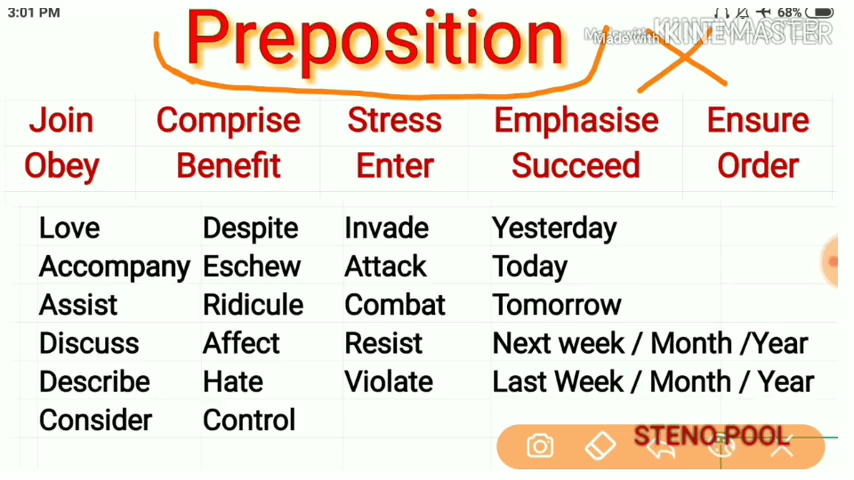 3:01 PM 68%
Preposition
Made with KINEMASTER
Join Comprise Stress Emphasise Ensure
Obey Benefit Enter Succeed Order
Love Despite Invade Yesterday
Accompany Eschew Attack Today
Assist Ridicule Combat Tomorrow
Discuss Affect Resist Next week / Month /Year
Describe Hate Violate Last Week / Month / Year
Consider Control
STENO POOL